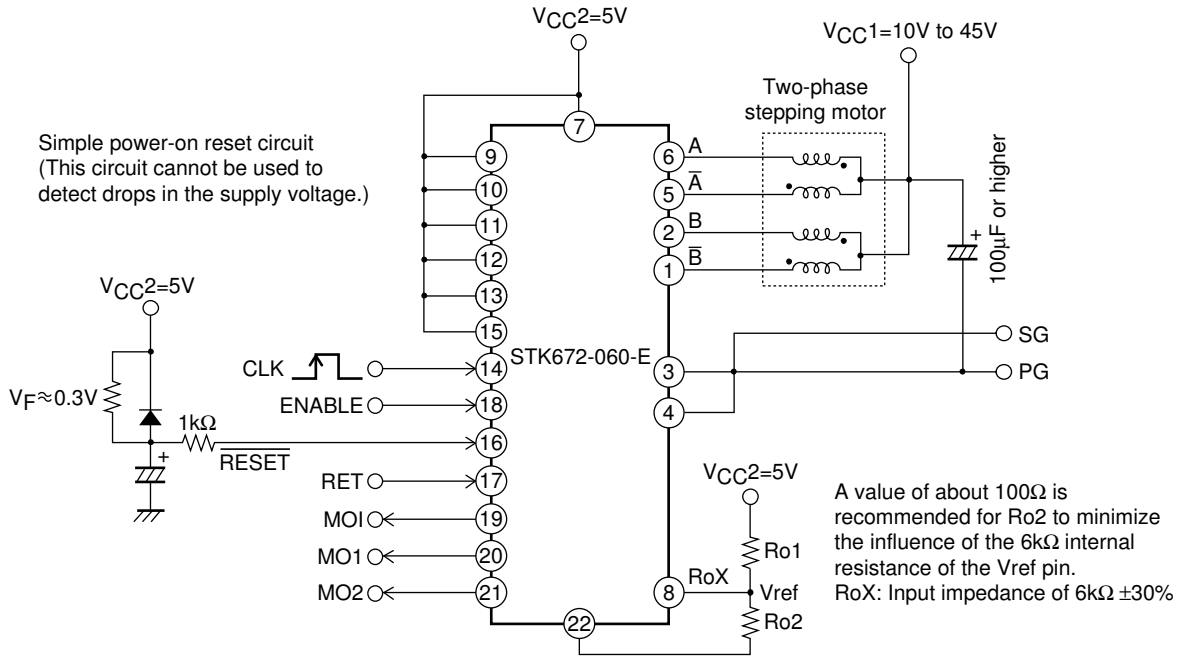 VCC2=5V
VCC1=10V to 45V
Two-phase
stepping motor
Simple power-on reset circuit
(This circuit cannot be used to
detect drops in the supply voltage.)
7
9
10
11
12
13
15
6 A
5 A̅
2 B
1 B̅
+
100µF or higher
VCC2=5V
STK672-060-E
SG
CLK
14
3
PG
VF≈0.3V
ENABLE
18
4
1kΩ
16
+
R̅E̅S̅E̅T̅
RET
17
MOI
19
MO1
20
MO2
21
22
VCC2=5V
Ro1
8
RoX
Vref
Ro2
A value of about 100Ω is
recommended for Ro2 to minimize
the influence of the 6kΩ internal
resistance of the Vref pin.
RoX: Input impedance of 6kΩ ±30%